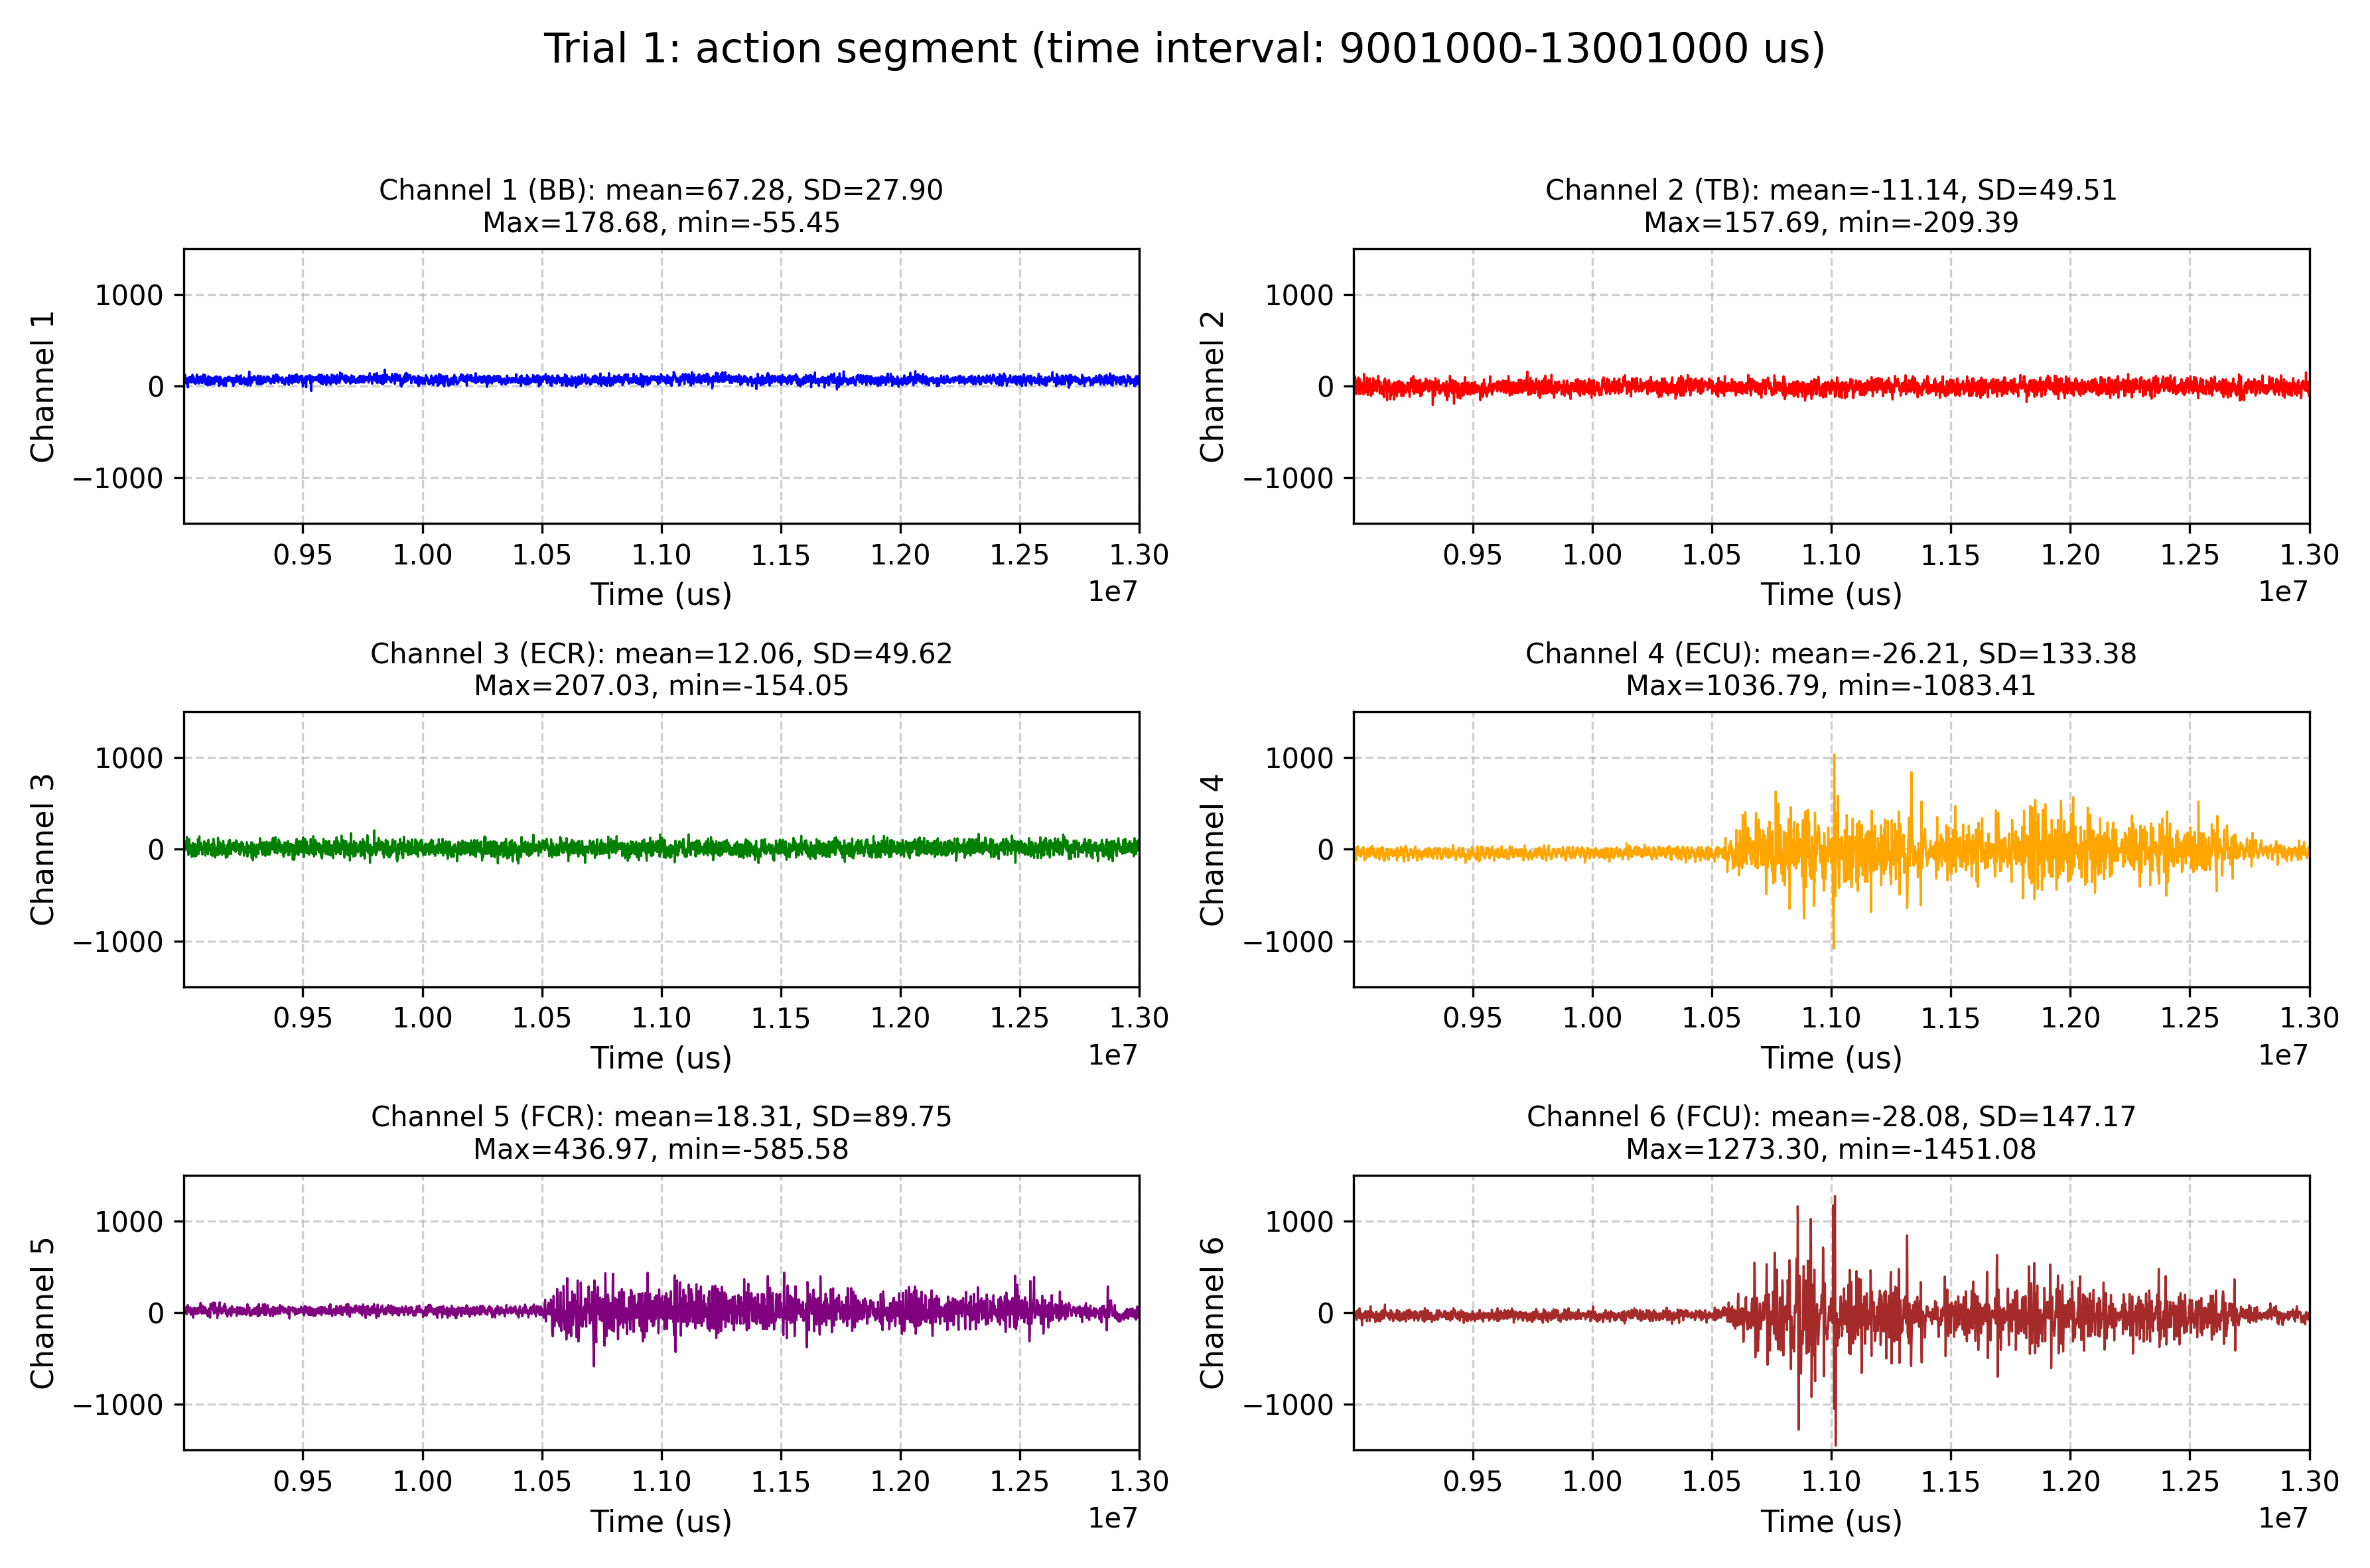 Trial 1: action segment (time interval: 9001000-13001000 us)
Channel 1 (BB): mean=67.28, SD=27.90
Max=178.68, min=-55.45
Channel 1
1000
0
−1000
0.95 1.00 1.05 1.10 1.15 1.20 1.25 1.30
Time (us)
1e7
Channel 2 (TB): mean=-11.14, SD=49.51
Max=157.69, min=-209.39
Channel 2
1000
0
−1000
0.95 1.00 1.05 1.10 1.15 1.20 1.25 1.30
Time (us)
1e7
Channel 3 (ECR): mean=12.06, SD=49.62
Max=207.03, min=-154.05
Channel 3
1000
0
−1000
0.95 1.00 1.05 1.10 1.15 1.20 1.25 1.30
Time (us)
1e7
Channel 4 (ECU): mean=-26.21, SD=133.38
Max=1036.79, min=-1083.41
Channel 4
1000
0
−1000
0.95 1.00 1.05 1.10 1.15 1.20 1.25 1.30
Time (us)
1e7
Channel 5 (FCR): mean=18.31, SD=89.75
Max=436.97, min=-585.58
Channel 5
1000
0
−1000
0.95 1.00 1.05 1.10 1.15 1.20 1.25 1.30
Time (us)
1e7
Channel 6 (FCU): mean=-28.08, SD=147.17
Max=1273.30, min=-1451.08
Channel 6
1000
0
−1000
0.95 1.00 1.05 1.10 1.15 1.20 1.25 1.30
Time (us)
1e7